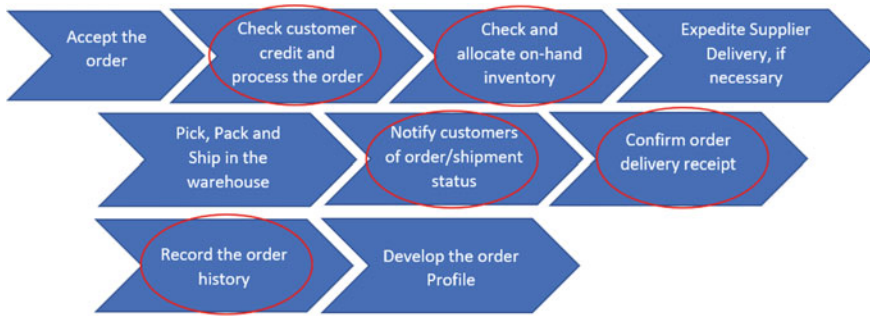 Accept the
order
Check customer
credit and
process the order
Check and
allocate on-hand
inventory
Expedite Supplier
Delivery, if
necessary
Pick, Pack and
Ship in the
warehouse
Notify customers
of order/shipment
status
Confirm order
delivery receipt
Record the order
history
Develop the order
Profile